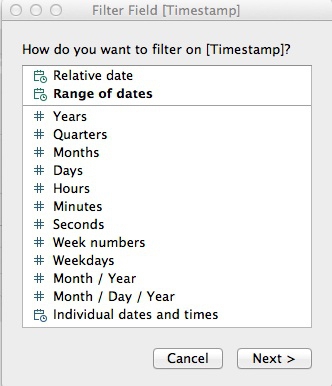 Filter Field [Timestamp]
How do you want to filter on [Timestamp]?
Relative date
Range of dates
# Years
# Quarters
# Months
# Days
# Hours
# Minutes
# Seconds
# Week numbers
# Weekdays
# Month / Year
# Month / Day / Year
Individual dates and times
Cancel Next >